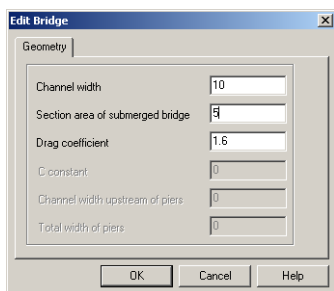 Edit Bridge
Geometry
Channel width 10
Section area of submerged bridge 5
Drag coefficient 1.6
C constant 0
Channel width upstream of piers 0
Total width of piers 0
OK Cancel Help